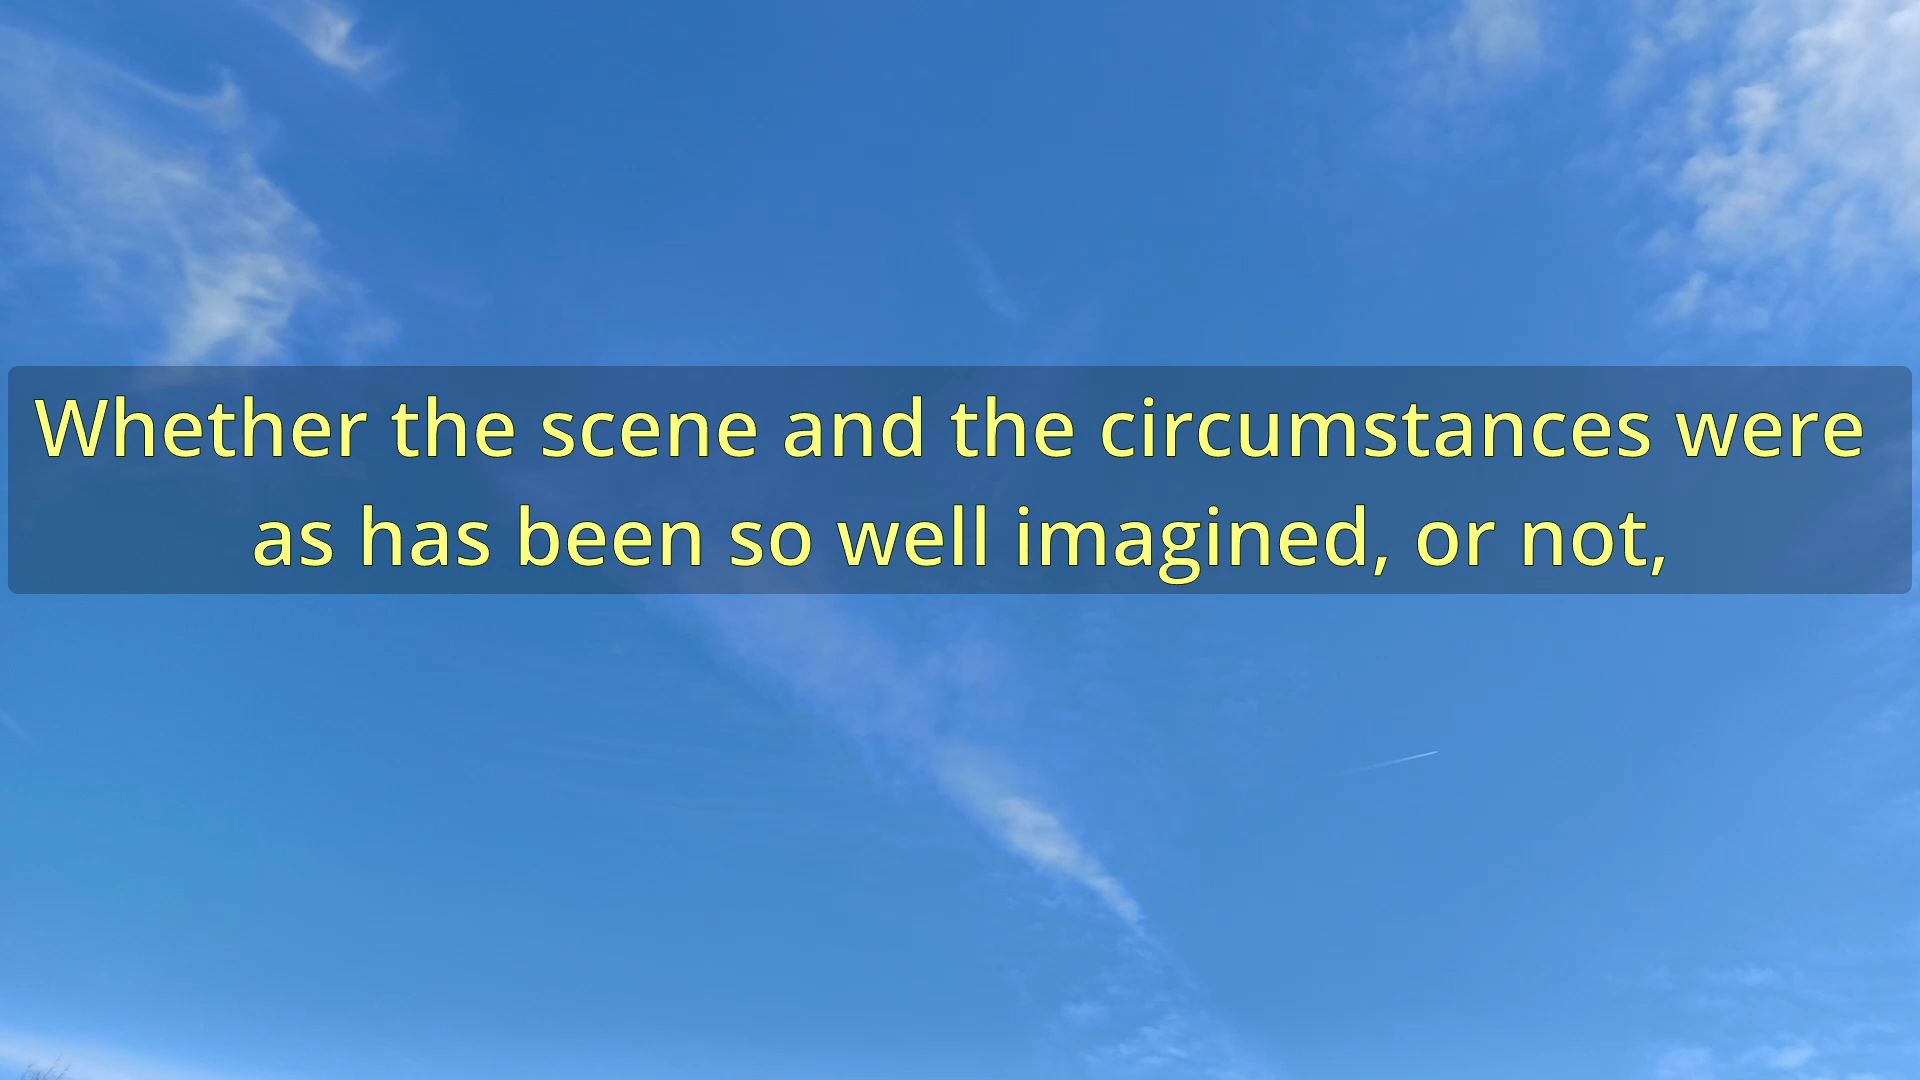 Whether the scene and the circumstances were
as has been so well imagined, or not,